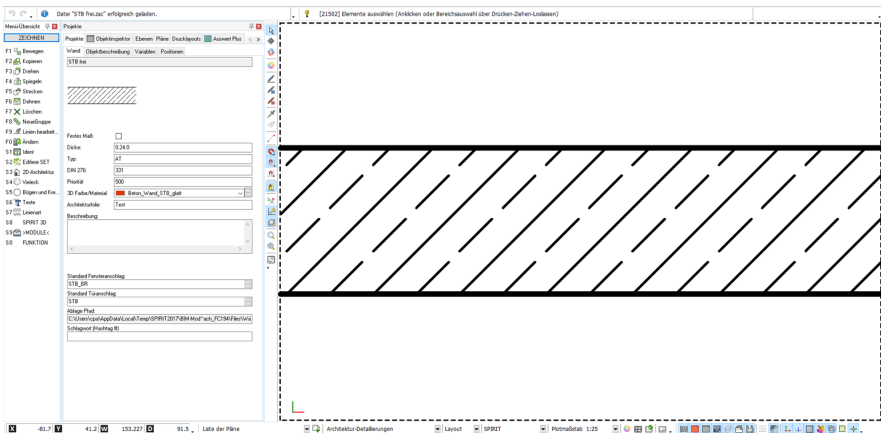 Datei "STB frei.zac" erfolgreich geladen.
[21502] Elemente auswählen (Anklicken oder Bereichsauswahl über Drücken-Ziehen-Loslassen)
Menü-Übersicht
Projekte
ZEICHNEN
Projekte Objektinspektor Ebenen Pläne Drucklayouts Auswert Plus
Wand Objektbeschreibung Variablen Positionen
STB frei
F1 Bewegen
F2 Kopieren
F3 Drehen
F4 Spiegeln
F5 Strecken
F6 Dehnen
F7 Löschen
F8 NeueGruppe
F9 Linien bearbeit...
F0 Ändern
S1 Ident
S2 Editiere SET
S3 2D-Architektur
S4 Vieleck
S5 Bögen und Kre...
S6 Texte
S7 Linienart
S8 SPIRIT 3D
S9 >MODULE<
S0 FUNKTION
Festes Maß:
Dicke: 0.24.0
Typ: AT
DIN 276: 331
Priorität 500
3D Farbe/Material Beton_Wand_STB_glatt
Architekturfolie: Test
Beschreibung:
Standard Fensteranschlag:
STB_BR
Standard Türanschlag:
STB
Ablage Pfad:
Schlagwort (Hashtag #)
X -81.7 Y 41.2 W 153.227 D 91.5 Liste der Pläne Architektur-Detaillierungen Layout SPIRIT Plotmaßstab 1:25